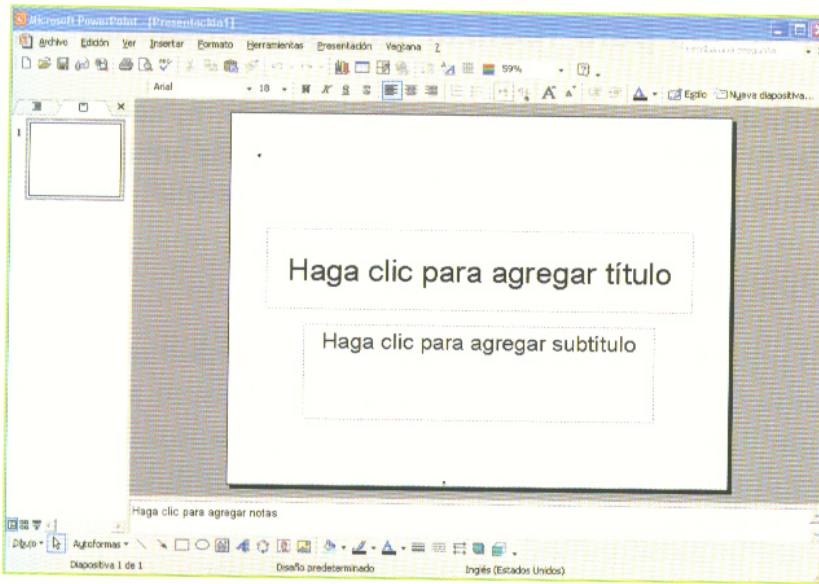 Microsoft PowerPoint - [Presentación1]
Archivo Edición Ver Insertar Formato Herramientas Presentación Ventana ?
59%
Arial 18 N K S S A A A Estilo Nueva diapositiva...
1
Haga clic para agregar título
Haga clic para agregar subtítulo
Haga clic para agregar notas
Dibujo Autoformas
Diapositiva 1 de 1 Diseño predeterminado Inglés (Estados Unidos)